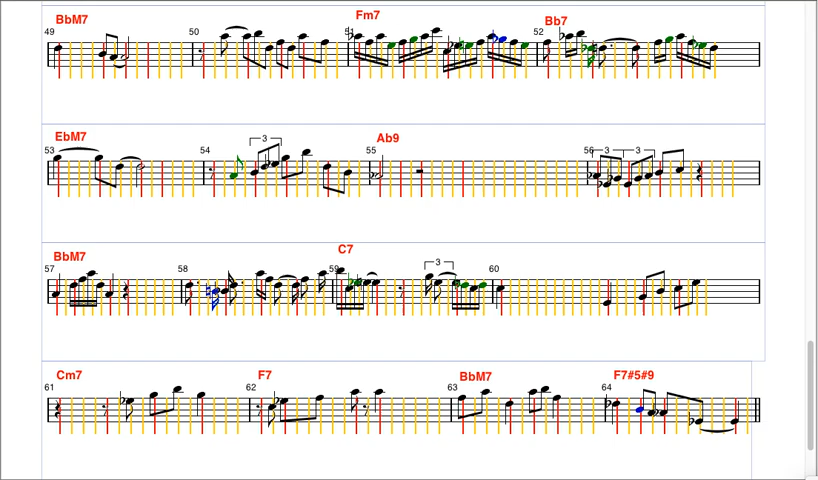 BbM7 Fm7 Bb7
49 50 51 52
EbM7 Ab9
3
53 54 55 56 3 3
BbM7 C7
57 58 59 3 60
Cm7 F7 BbM7 F7#5#9
61 62 63 64